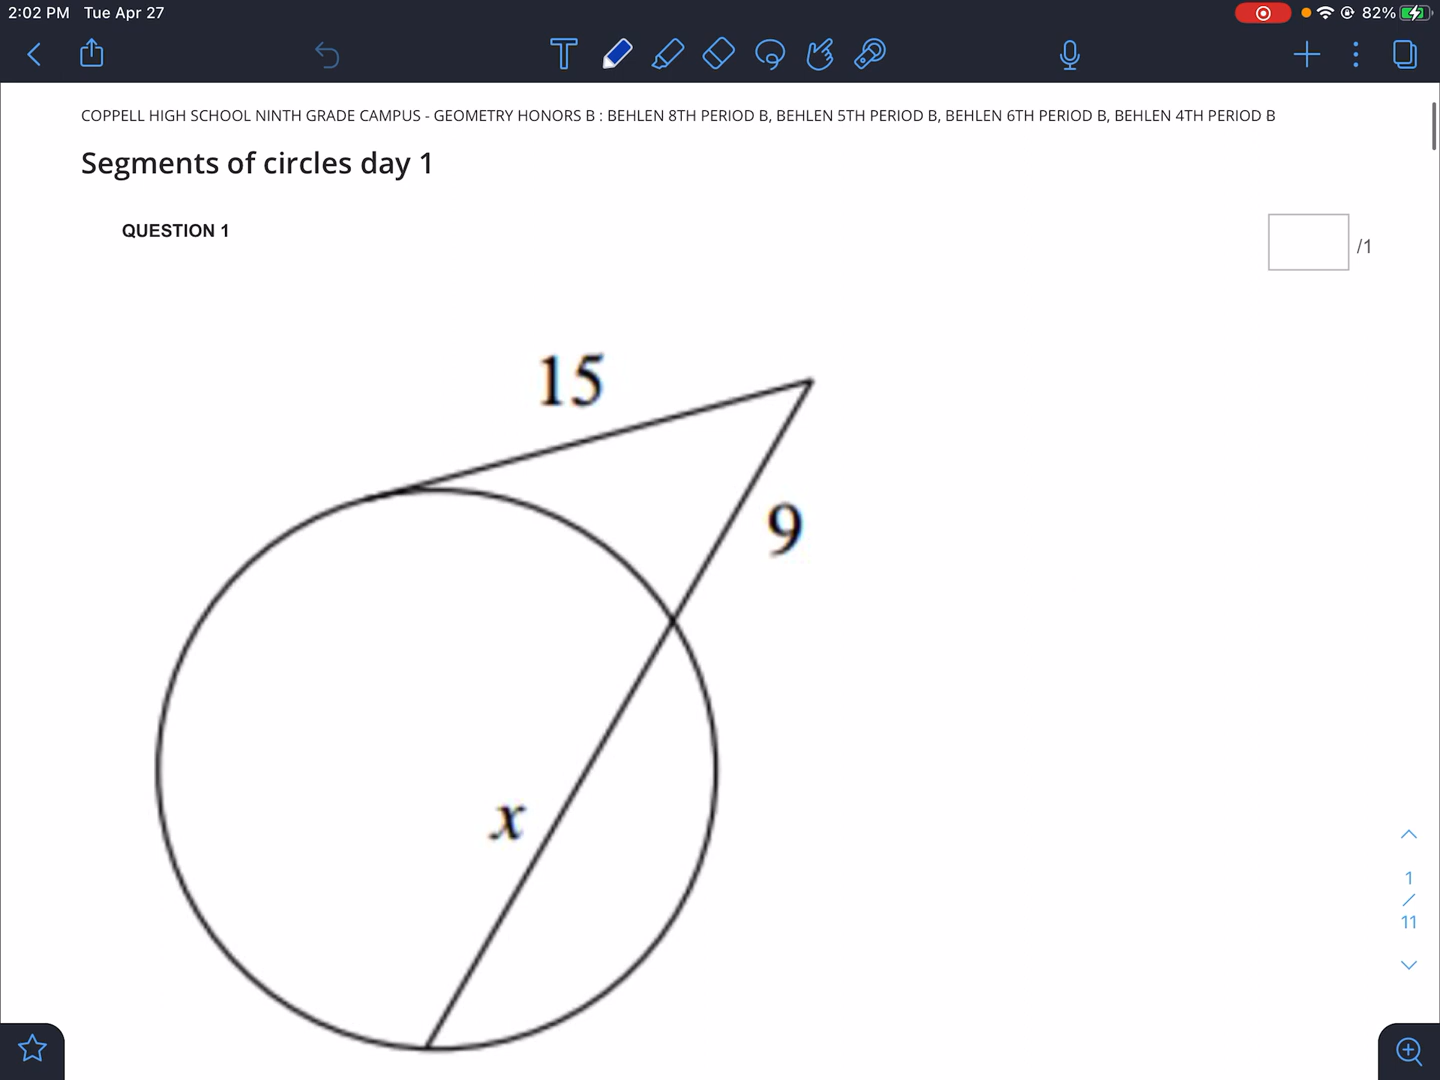 2:02 PM Tue Apr 27
82%
T
COPPELL HIGH SCHOOL NINTH GRADE CAMPUS - GEOMETRY HONORS B : BEHLEN 8TH PERIOD B, BEHLEN 5TH PERIOD B, BEHLEN 6TH PERIOD B, BEHLEN 4TH PERIOD B
Segments of circles day 1
QUESTION 1
/1
15
9
x
1
/
11